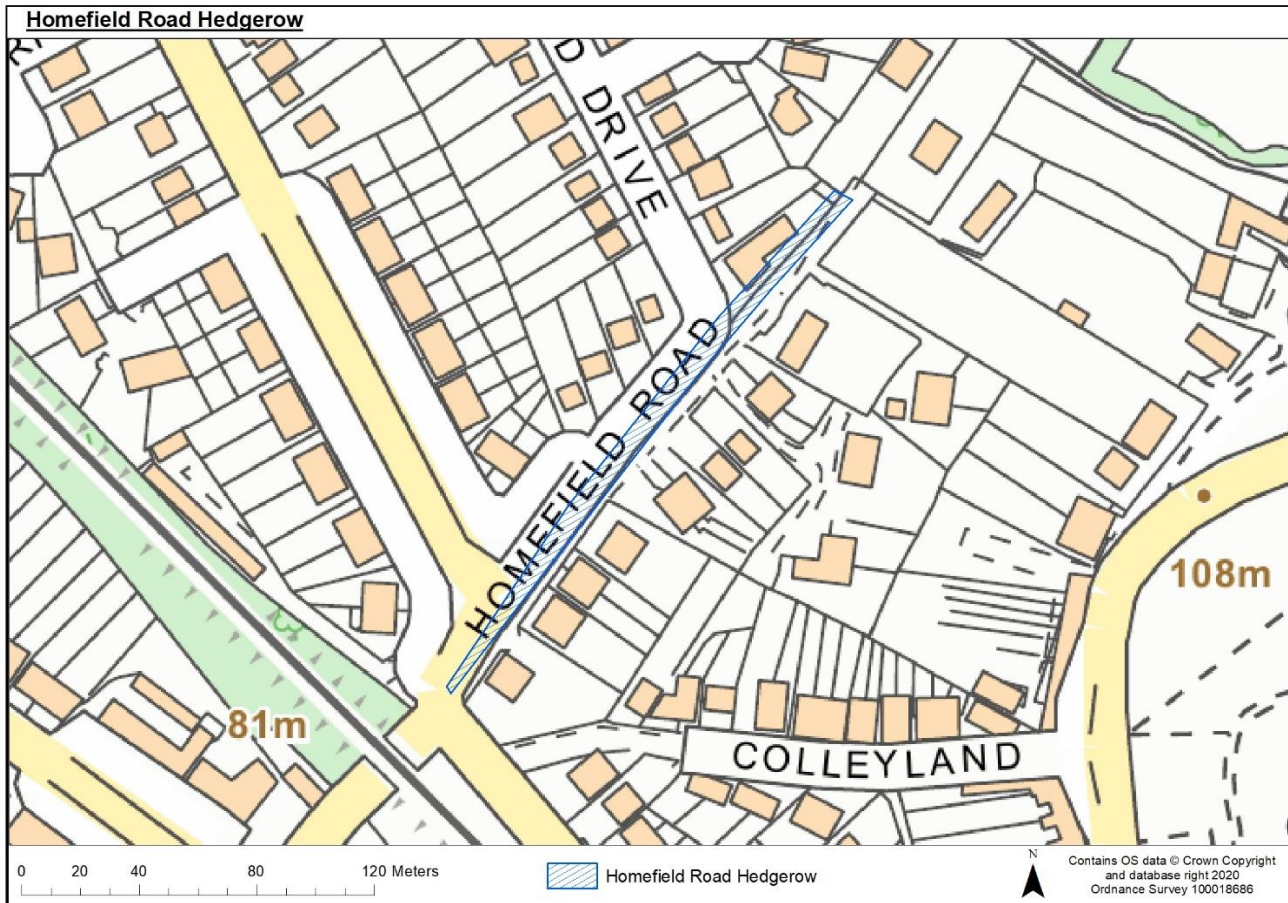 Homefield Road Hedgerow
D DRIVE
HOMEFIELD ROAD
108m
81m
COLLEYLAND
0 20 40 80 120 Meters
Homefield Road Hedgerow
N
Contains OS data © Crown Copyright
and database right 2020
Ordnance Survey 100018686